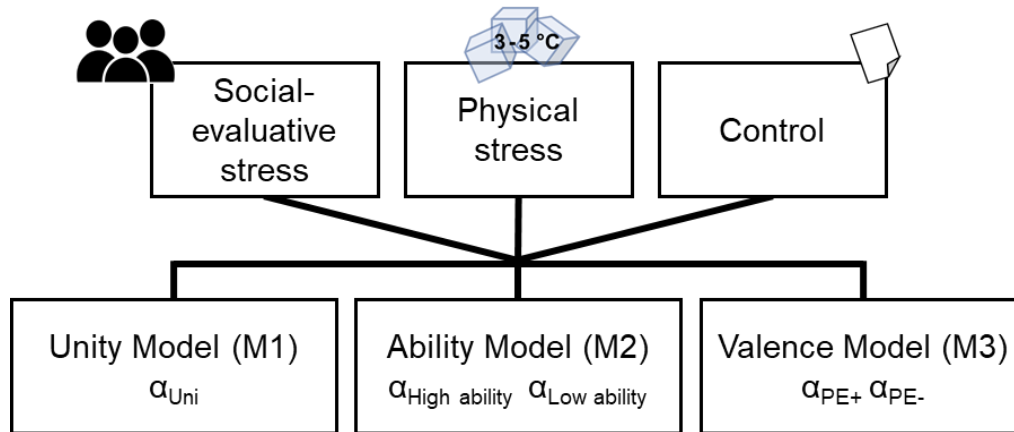 3-5 °C
Social-
evaluative
stress
Physical
stress
Control
Unity Model (M1)
αUni
Ability Model (M2)
αHigh ability αLow ability
Valence Model (M3)
αPE+ αPE-